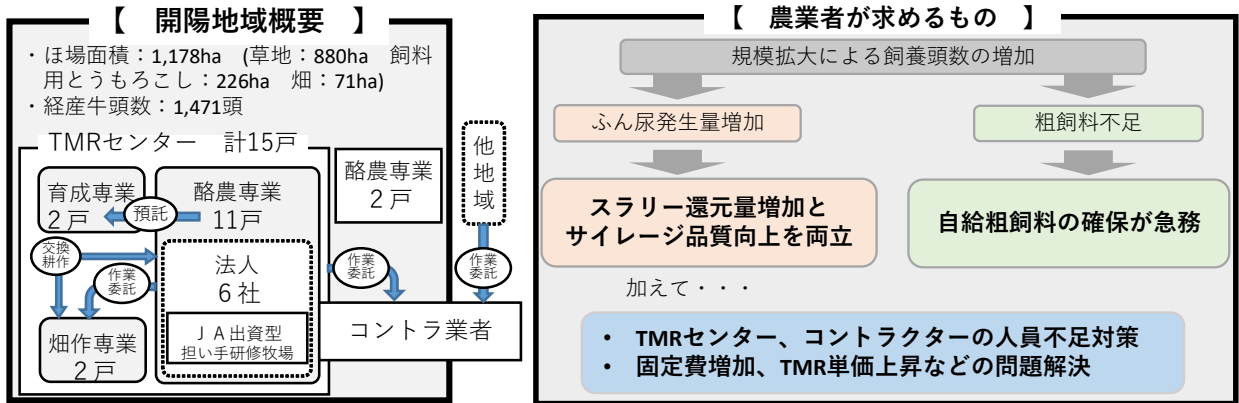 【 開陽地域概要 】
・ほ場面積：1,178ha (草地：880ha 飼料
用とうもろこし：226ha 畑：71ha)
・経産牛頭数：1,471頭
TMRセンター 計15戸
育成専業
2戸
預託
酪農専業
11戸
酪農専業
2戸
他地域
交換
耕作
作業
委託
法人
6社
ＪＡ出資型
担い手研修牧場
作業
委託
作業
委託
畑作専業
2戸
コントラ業者
【 農業者が求めるもの 】
規模拡大による飼養頭数の増加
ふん尿発生量増加
粗飼料不足
スラリー還元量増加と
サイレージ品質向上を両立
自給粗飼料の確保が急務
加えて・・・
• TMRセンター、コントラクターの人員不足対策
• 固定費増加、TMR単価上昇などの問題解決